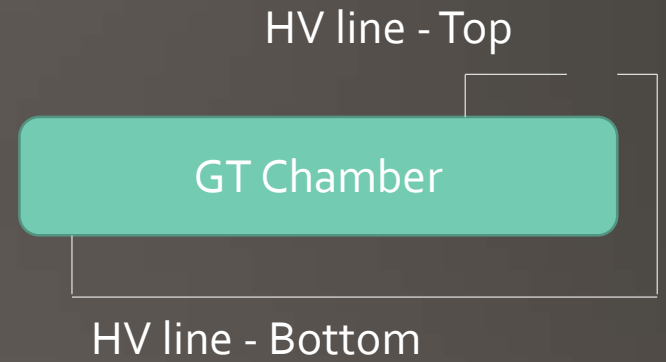 HV line - Top
GT Chamber
HV line - Bottom